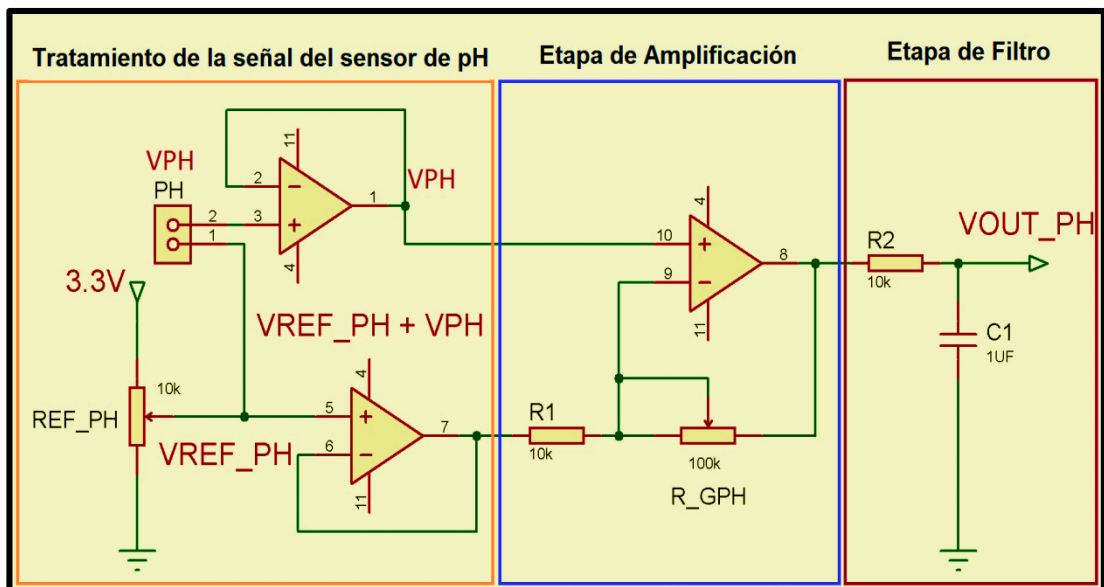 Tratamiento de la señal del sensor de pH
Etapa de Amplificación
Etapa de Filtro
VPH
PH
2
1
11
2
3
1
4
VPH
3.3V
10k
REF_PH
VREF_PH
VREF_PH + VPH
4
5
6
7
11
10
9
4
8
11
R1
10k
100k
R_GPH
R2
10k
VOUT_PH
C1
1UF